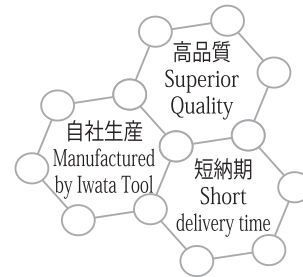 高品質
Superior
Quality
自社生産
Manufactured
by Iwata Tool
短納期
Short
delivery time